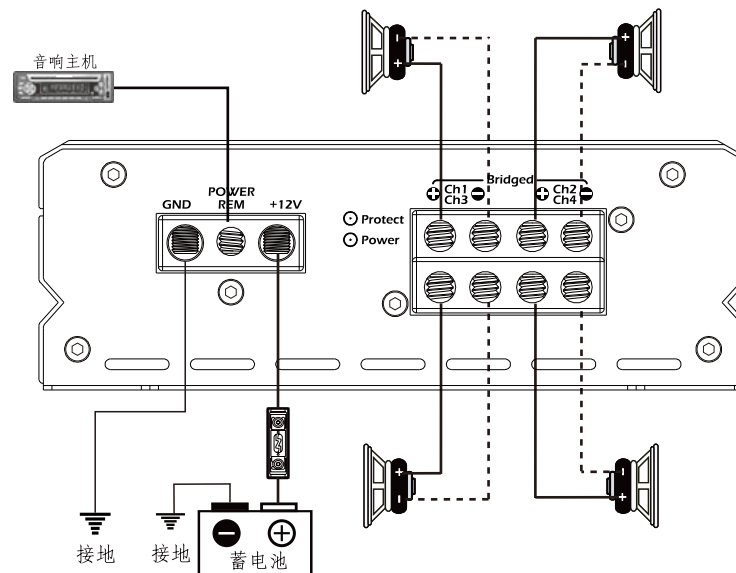 音响主机
Bridged
Ch1
Ch3
Ch2
Ch4
POWER
GND REM +12V
Protect
Power
接地
接地
蓄电池